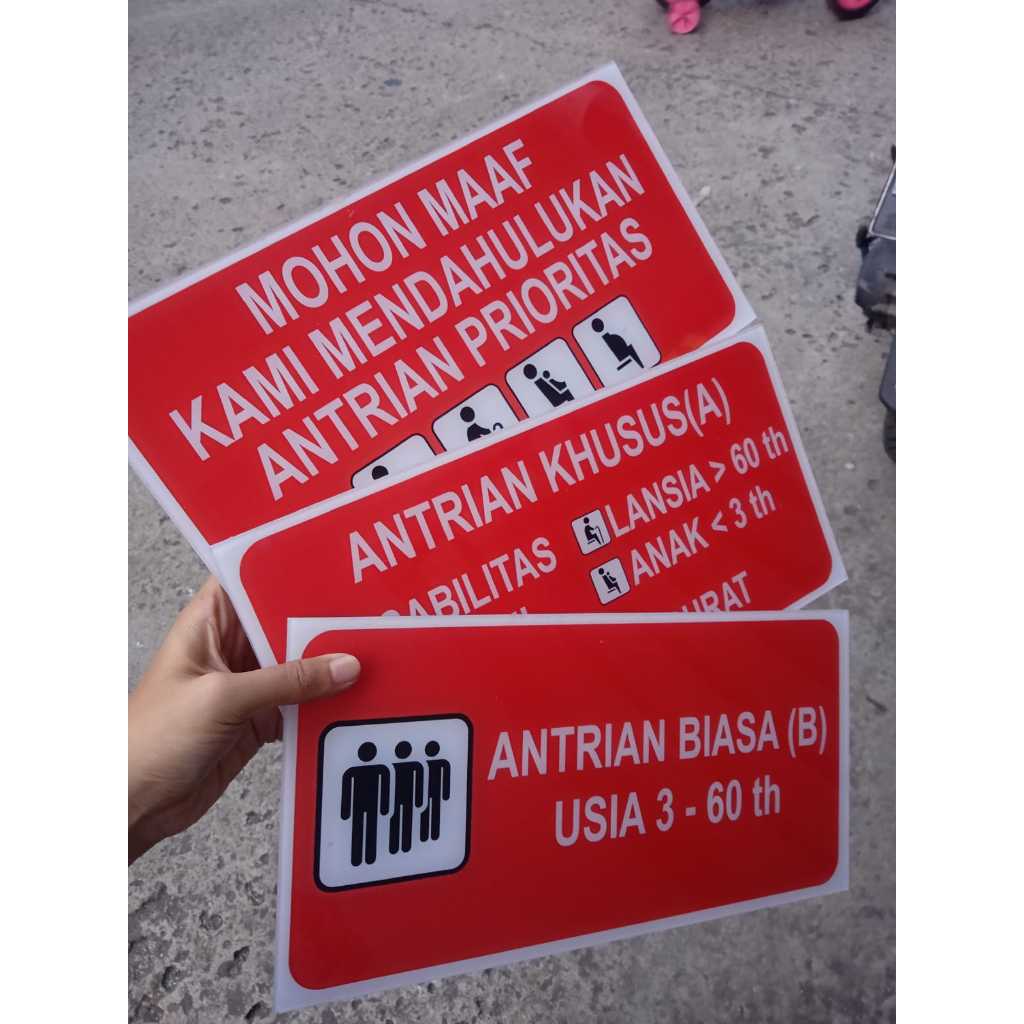 MOHON MAAF
KAMI MENDAHULUKAN
ANTRIAN PRIORITAS
ANTRIAN KHUSUS(A)
LANSIA > 60 th
ANAK < 3 th
ANTRIAN BIASA (B)
USIA 3 - 60 th